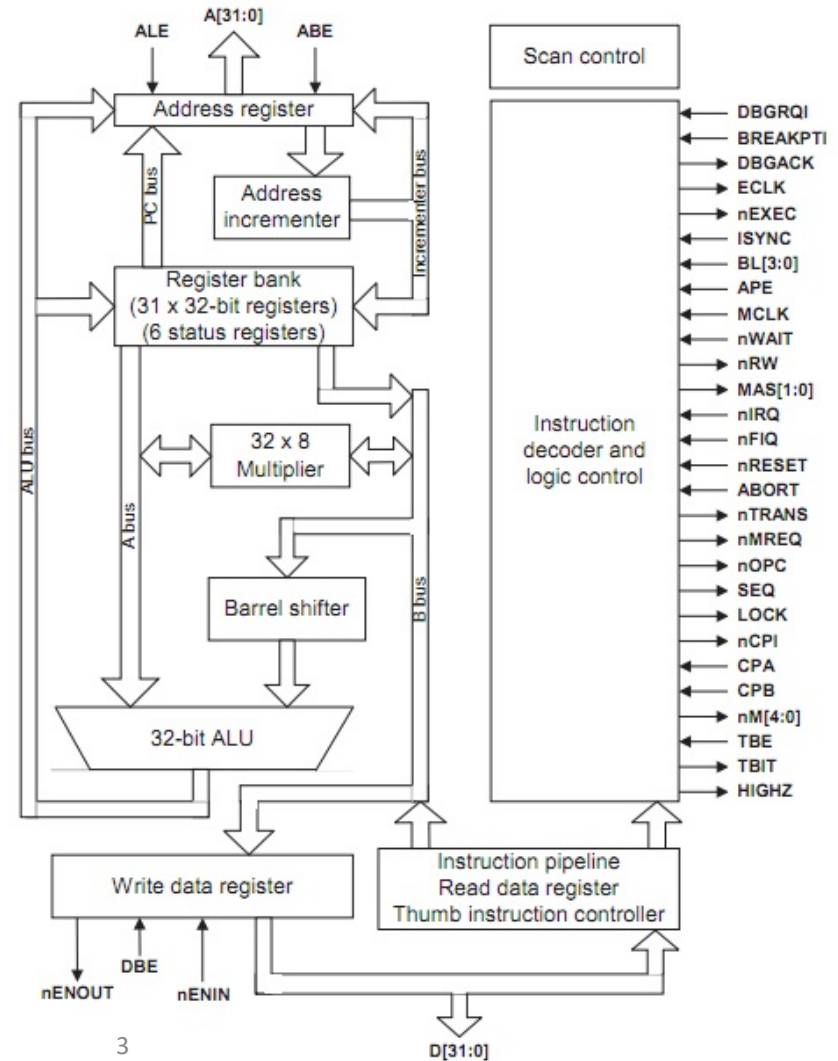 A[31:0]
ALE
ABE
Scan control
Address register
PC bus
Address
incrementer
Incrementer bus
Register bank
(31 x 32-bit registers)
(6 status registers)
ALU bus
A bus
32 x 8
Multiplier
B bus
Barrel shifter
32-bit ALU
Write data register
nENOUT
DBE
nENIN
Instruction
decoder and
logic control
DBGRQI
BREAKPTI
DBGACK
ECLK
nEXEC
ISYNC
BL[3:0]
APE
MCLK
nWAIT
nRW
MAS[1:0]
nIRQ
nFIQ
nRESET
ABORT
nTRANS
nMREQ
nOPC
SEQ
LOCK
nCPI
CPA
CPB
nM[4:0]
TBE
TBIT
HIGHZ
Instruction pipeline
Read data register
Thumb instruction controller
D[31:0]
3